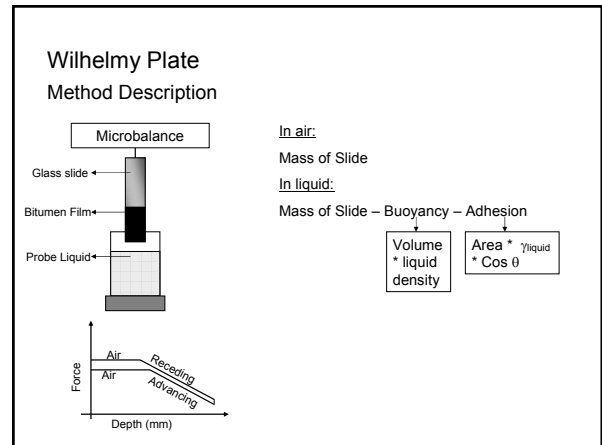 Wilhelmy Plate
Method Description
Microbalance
Glass slide
Bitumen Film
Probe Liquid
In air:
Mass of Slide
In liquid:
Mass of Slide – Buoyancy – Adhesion
Volume
* liquid
density
Area * γliquid
* Cos θ
Force
Air
Air
Receding
Advancing
Depth (mm)